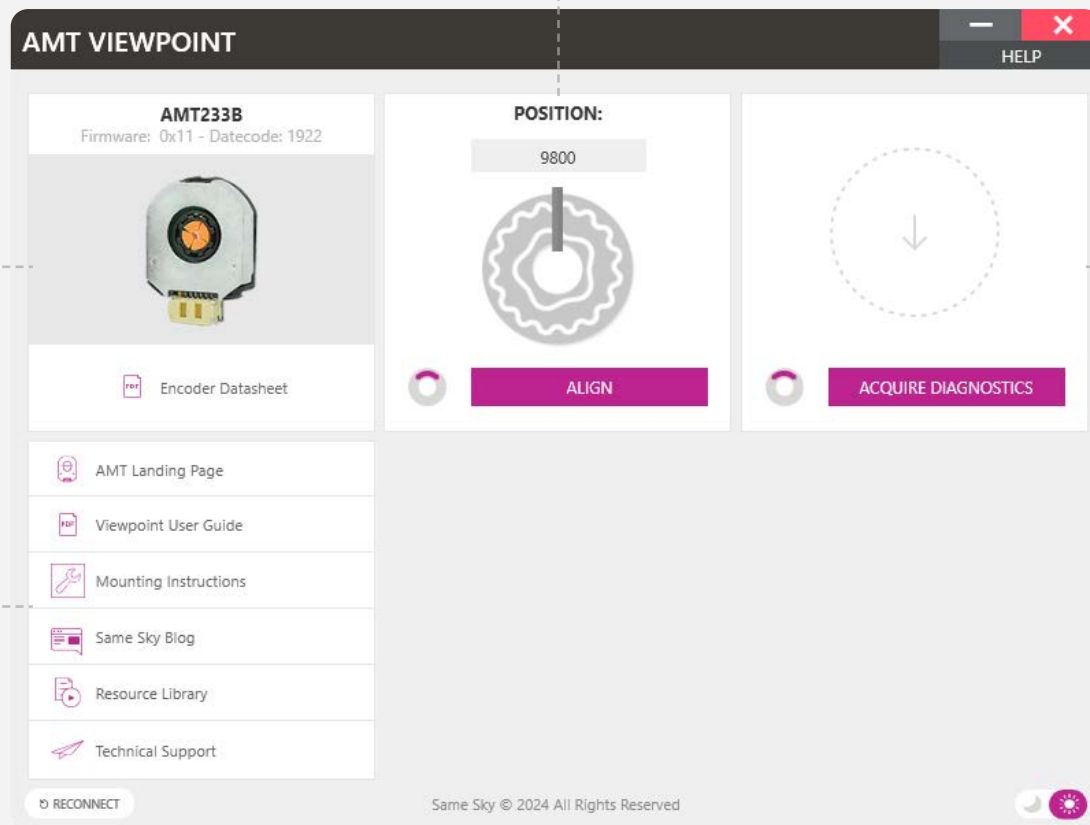 AMT VIEWPOINT
HELP
AMT233B
Firmware: 0x11 - Datecode: 1922
PDF
Encoder Datasheet
POSITION:
9800
ALIGN
ACQUIRE DIAGNOSTICS
AMT Landing Page
PDF
Viewpoint User Guide
Mounting Instructions
Same Sky Blog
Resource Library
Technical Support
RECONNECT
Same Sky © 2024 All Rights Reserved